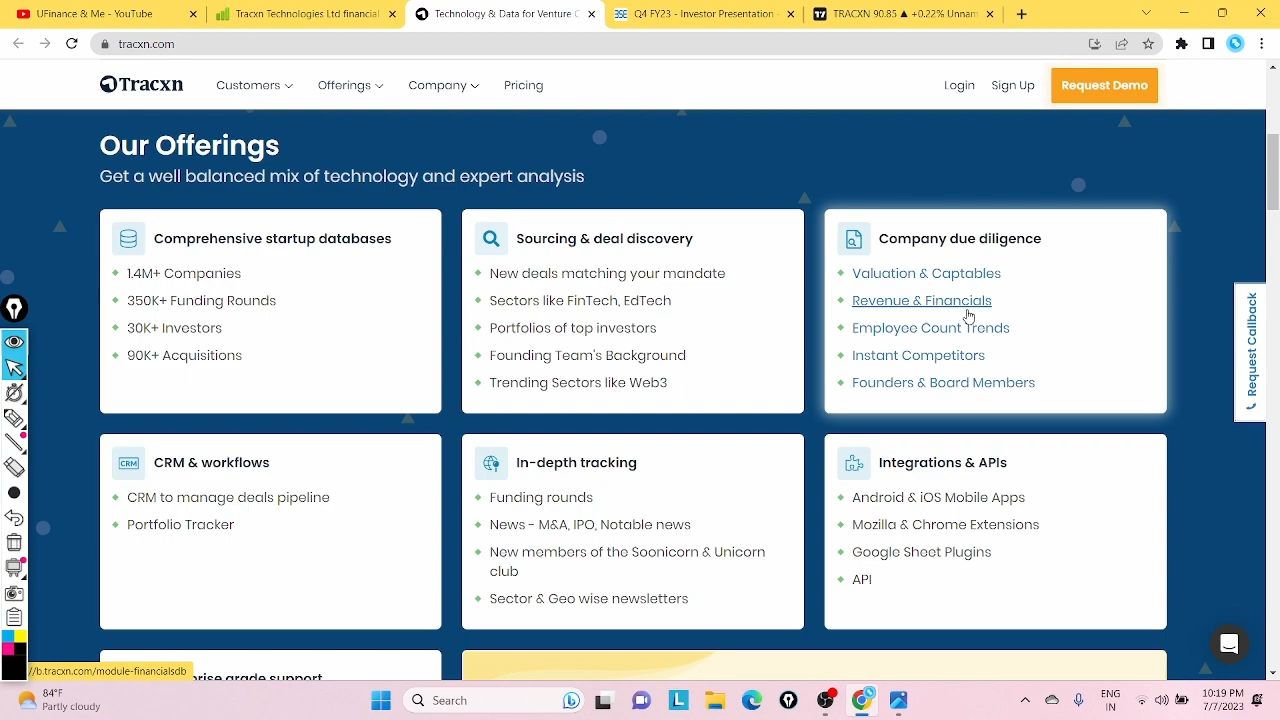 UFinance & Me - YouTube
Tracxn Technologies Ltd financial
Technology & Data for Venture C
Q4 FY23 - Investor Presentation -
TRACXN 90.85 ▲ +0.22% Unnam
tracxn.com
Tracxn
Customers
Offerings
Company
Pricing
Login
Sign Up
Request Demo
Our Offerings
Get a well balanced mix of technology and expert analysis
Comprehensive startup databases
1.4M+ Companies
350K+ Funding Rounds
30K+ Investors
90K+ Acquisitions
Sourcing & deal discovery
New deals matching your mandate
Sectors like FinTech, EdTech
Portfolios of top investors
Founding Team's Background
Trending Sectors like Web3
Company due diligence
Valuation & Captables
Revenue & Financials
Employee Count Trends
Instant Competitors
Founders & Board Members
Request Callback
CRM
CRM & workflows
CRM to manage deals pipeline
Portfolio Tracker
In-depth tracking
Funding rounds
News - M&A, IPO, Notable news
New members of the Soonicorn & Unicorn
club
Sector & Geo wise newsletters
Integrations & APIs
Android & iOS Mobile Apps
Mozilla & Chrome Extensions
Google Sheet Plugins
API
//b.tracxn.com/module-financialsdb
grade support
84°F
Partly cloudy
Search
ENG
IN
10:19 PM
7/7/2023